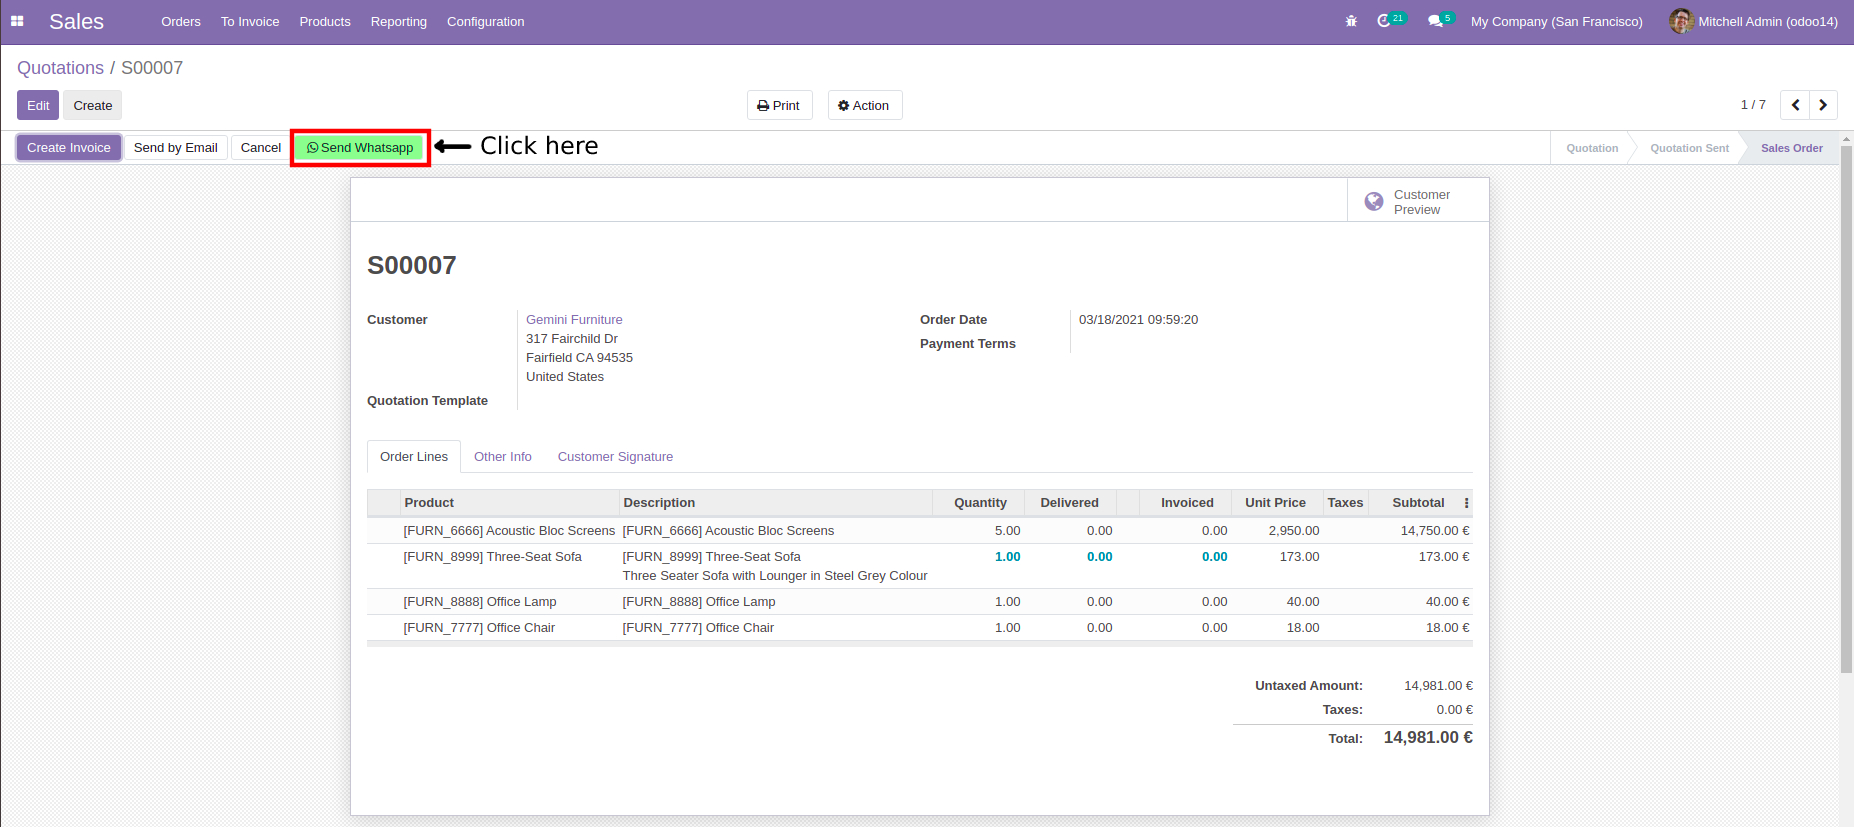 Sales Orders To Invoice Products Reporting Configuration 21 5 My Company (San Francisco) Mitchell Admin (odoo14)
Quotations / S00007
Edit Create Print Action 1 / 7
Create Invoice Send by Email Cancel Send Whatsapp Click here Quotation Quotation Sent Sales Order
Customer
Preview
S00007
Customer Gemini Furniture Order Date 03/18/2021 09:59:20
317 Fairchild Dr
Payment Terms
Fairfield CA 94535
United States
Quotation Template
Order Lines Other Info Customer Signature
Product Description Quantity Delivered Invoiced Unit Price Taxes Subtotal
[FURN_6666] Acoustic Bloc Screens [FURN_6666] Acoustic Bloc Screens 5.00 0.00 0.00 2,950.00 14,750.00 €
[FURN_8999] Three-Seat Sofa [FURN_8999] Three-Seat Sofa 1.00 0.00 0.00 173.00 173.00 €
Three Seater Sofa with Lounger in Steel Grey Colour
[FURN_8888] Office Lamp [FURN_8888] Office Lamp 1.00 0.00 0.00 40.00 40.00 €
[FURN_7777] Office Chair [FURN_7777] Office Chair 1.00 0.00 0.00 18.00 18.00 €
Untaxed Amount: 14,981.00 €
Taxes: 0.00 €
Total: 14,981.00 €